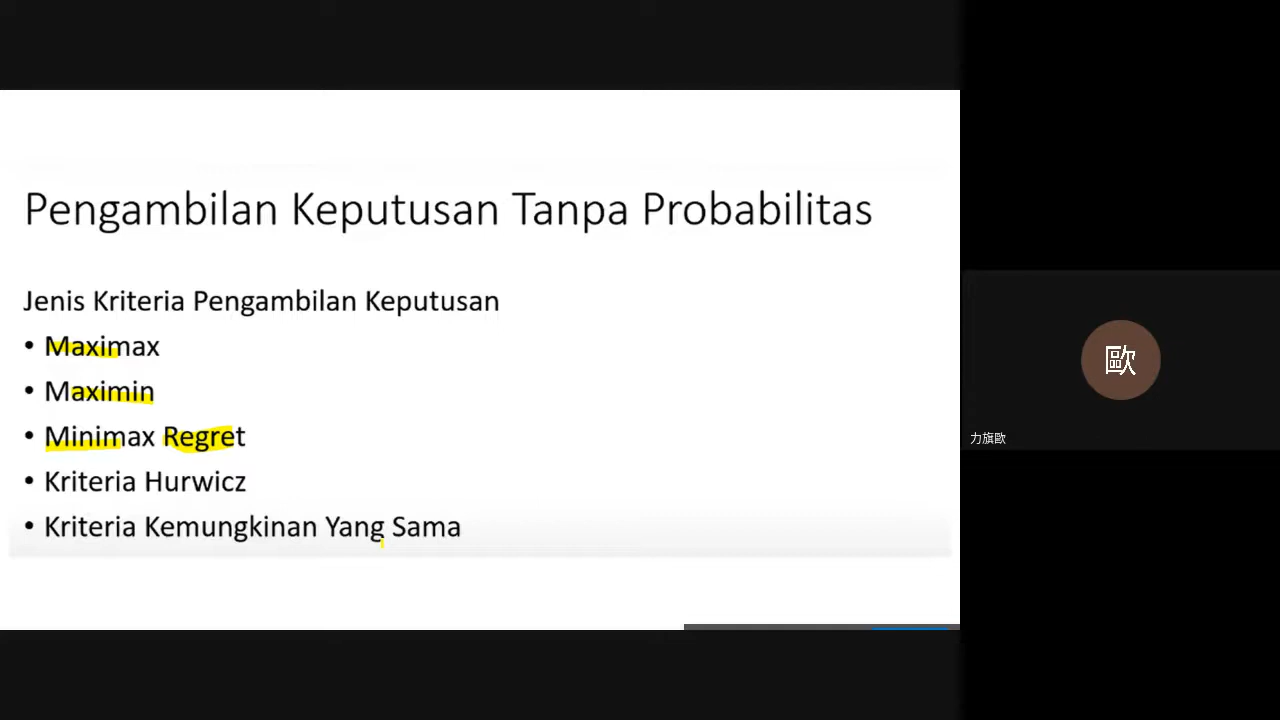 Pengambilan Keputusan Tanpa Probabilitas
Jenis Kriteria Pengambilan Keputusan
• Maximax
• Maximin
• Minimax Regret
• Kriteria Hurwicz
• Kriteria Kemungkinan Yang Sama
歐
力旗歐